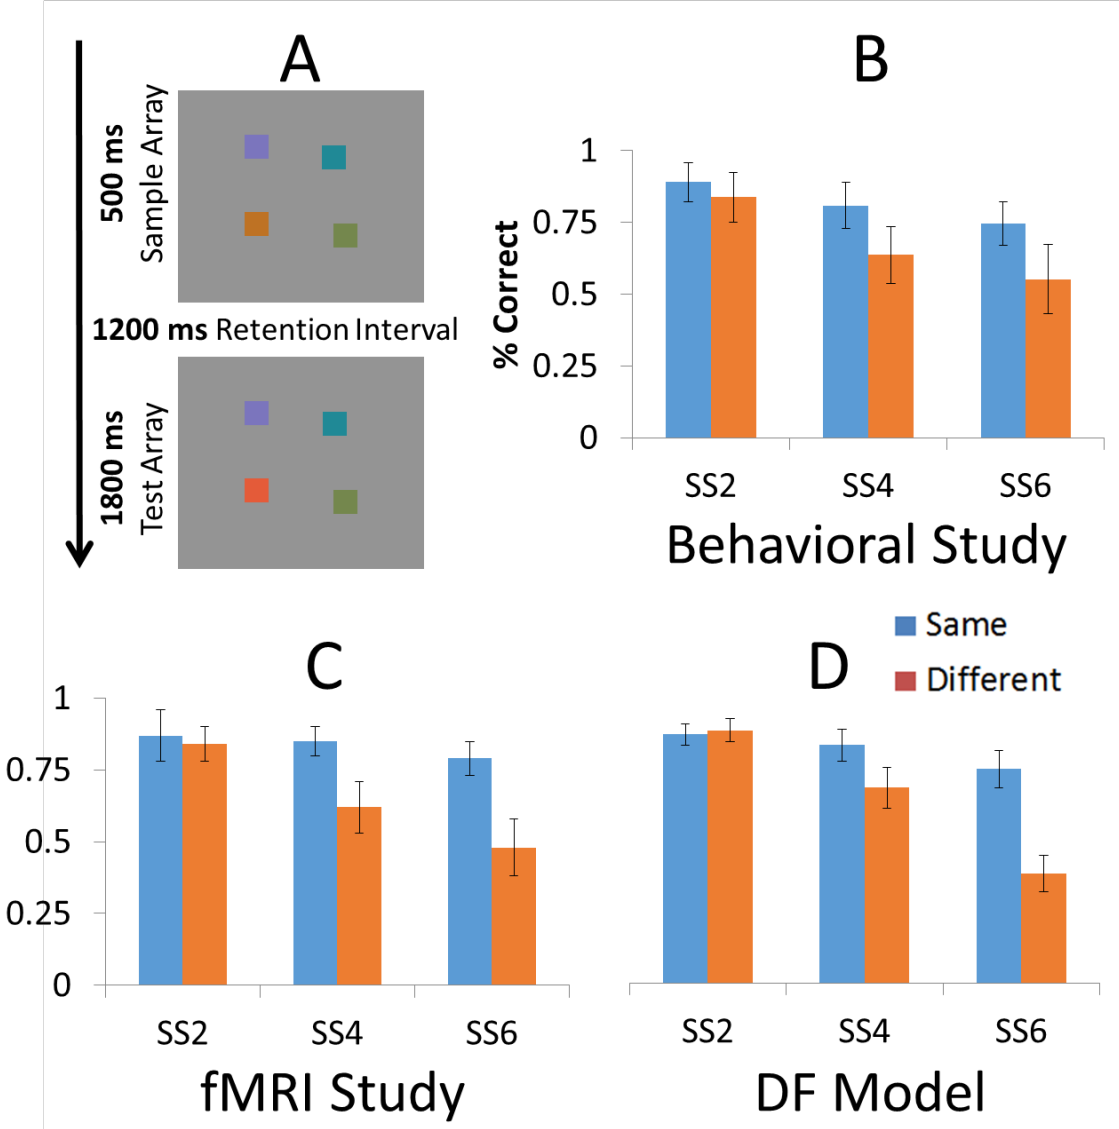 A
500 ms
Sample Array
1200 ms Retention Interval
1800 ms
Test Array
B
% Correct
1
0.75
0.5
0.25
0
SS2 SS4 SS6
Behavioral Study
Same
Different
C
1
0.75
0.5
0.25
0
SS2 SS4 SS6
fMRI Study
D
SS2 SS4 SS6
DF Model